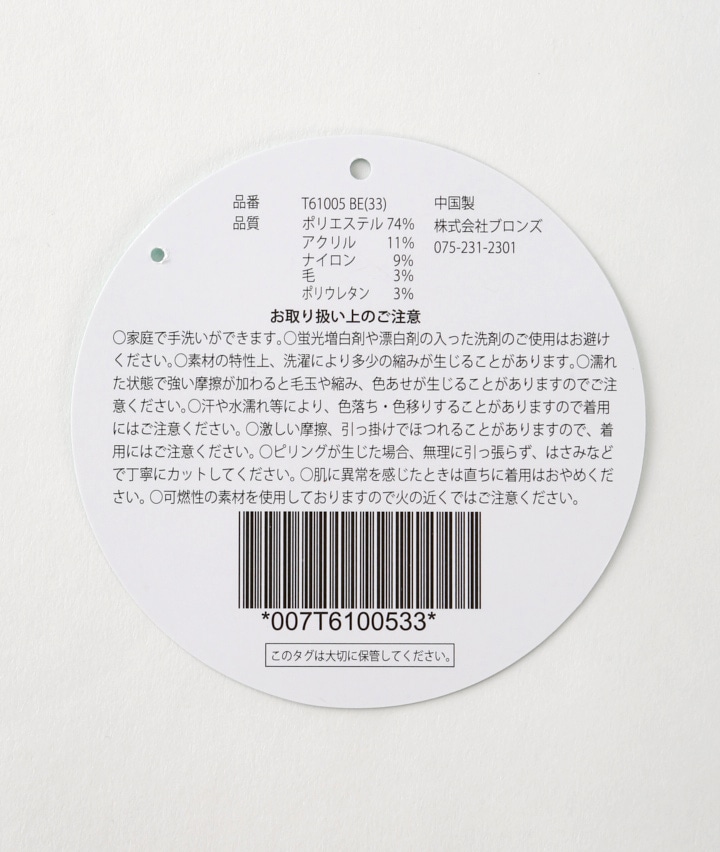 品番 T61005 BE(33) 中国製
品質 ポリエステル 74% 株式会社ブロンズ
アクリル 11% 075-231-2301
ナイロン 9%
毛 3%
ポリウレタン 3%
お取り扱い上のご注意
○家庭で手洗いができます。○蛍光増白剤や漂白剤の入った洗剤のご使用はお避け
ください。○素材の特性上、洗濯により多少の縮みが生じることがあります。○濡れ
た状態で強い摩擦が加わると毛玉や縮み、色あせが生じることがありますのでご注
意ください。○汗や水濡れ等により、色落ち・色移りすることがありますので着用
にはご注意ください。○激しい摩擦、引っ掛けでほつれることがありますので、着
用にはご注意ください。○ピリングが生じた場合、無理に引っ張らず、はさみなど
で丁寧にカットしてください。○肌に異常を感じたときは直ちに着用はおやめくだ
さい。○可燃性の素材を使用しておりますので火の近くではご注意ください。
*007T6100533*
このタグは大切に保管してください。